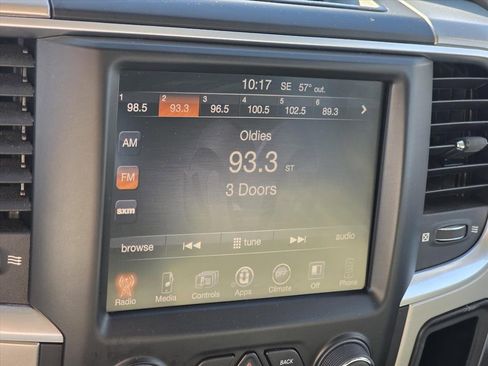 10:17 SE 57° out.
1 98.5 2 93.3 3 96.5 4 100.5 5 102.5 6 89.3
Oldies
AM
93.3 ST
FM
3 Doors
sxm
browse tune audio
Radio Media Controls Apps Climate Off Phone
BACK